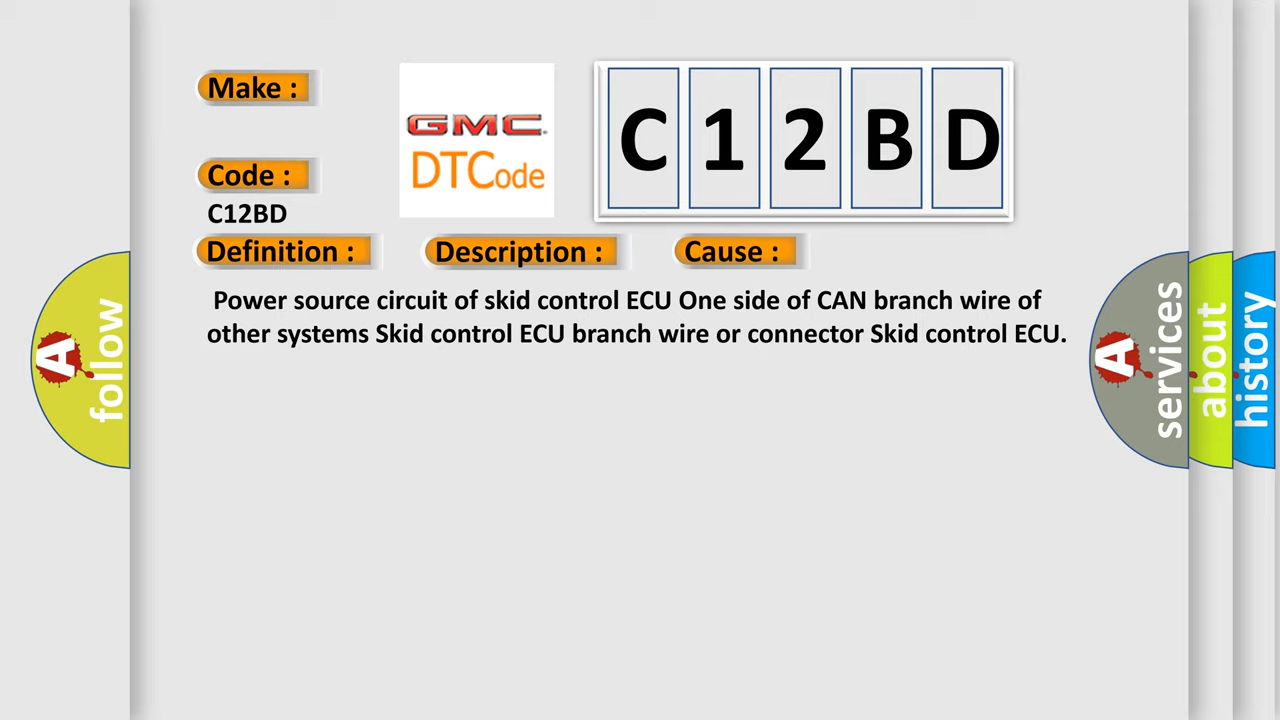 Make :
GMC
DTCode
C12BD
Code :
C12BD
Definition :
Description :
Cause :
Power source circuit of skid control ECU One side of CAN branch wire of
other systems Skid control ECU branch wire or connector Skid control ECU.
A follow
A services
about
history